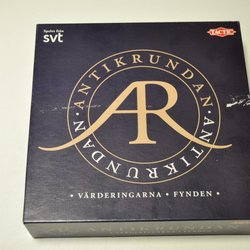 Spelet från
svt
TACTIC
ANTIKRUNDAN · ANTIKRUNDAN ·
AR
· VÄRDERINGARNA · FYNDEN ·